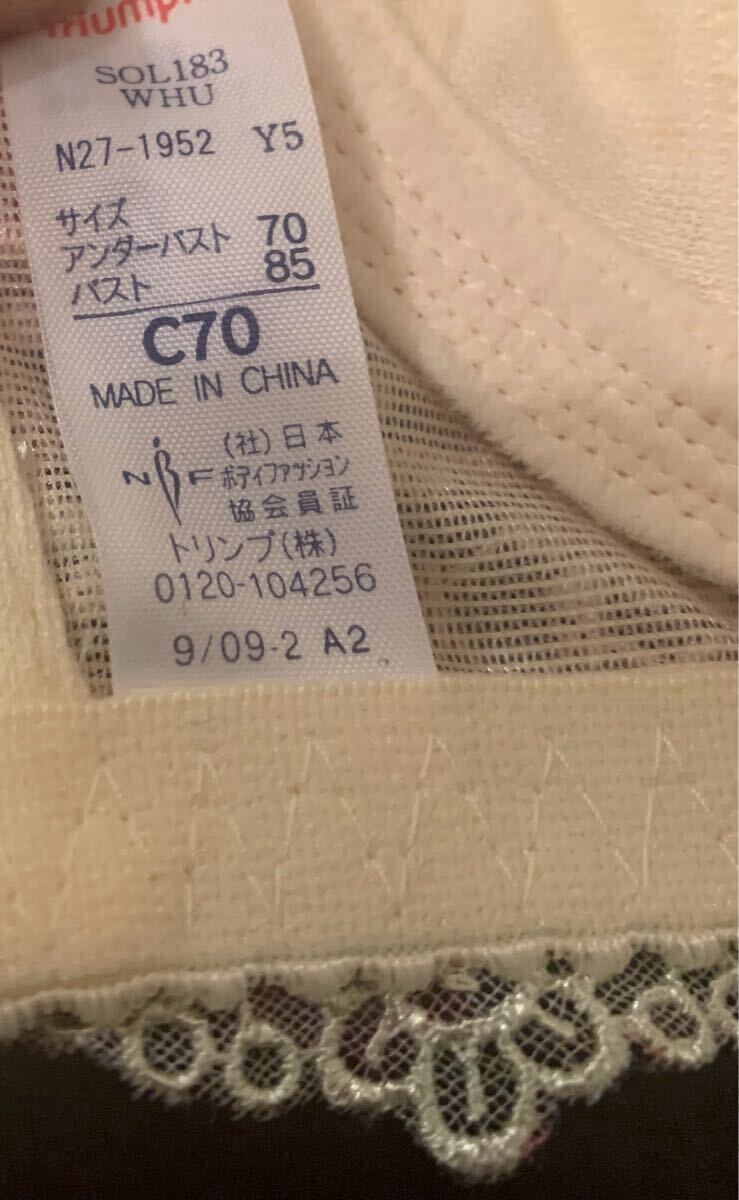 Triumph
SOL183
WHU
N27-1952 Y5
サイズ
アンダーバスト 70
バスト 85
C70
MADE IN CHINA
(社)日本
NBF ボディファッション
協会員証
トリンプ(株)
0120-104256
9/09-2 A2